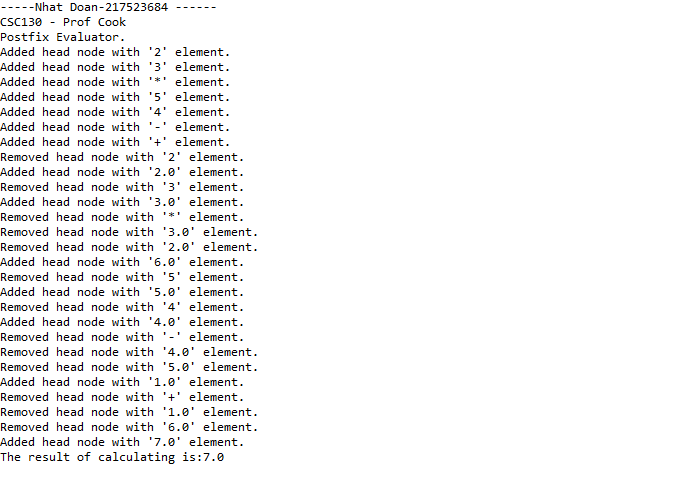 -----Nhat Doan-217523684 ------
CSC130 - Prof Cook
Postfix Evaluator.
Added head node with '2' element.
Added head node with '3' element.
Added head node with '*' element.
Added head node with '5' element.
Added head node with '4' element.
Added head node with '-' element.
Added head node with '+' element.
Removed head node with '2' element.
Added head node with '2.0' element.
Removed head node with '3' element.
Added head node with '3.0' element.
Removed head node with '*' element.
Removed head node with '3.0' element.
Removed head node with '2.0' element.
Added head node with '6.0' element.
Removed head node with '5' element.
Added head node with '5.0' element.
Removed head node with '4' element.
Added head node with '4.0' element.
Removed head node with '-' element.
Removed head node with '4.0' element.
Removed head node with '5.0' element.
Added head node with '1.0' element.
Removed head node with '+' element.
Removed head node with '1.0' element.
Removed head node with '6.0' element.
Added head node with '7.0' element.
The result of calculating is:7.0